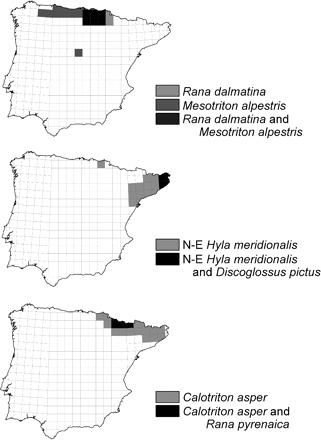 Rana dalmatina
Mesotriton alpestris
Rana dalmatina and
Mesotriton alpestris
N-E Hyla meridionalis
N-E Hyla meridionalis
and Discoglossus pictus
Calotriton asper
Calotriton asper and
Rana pyrenaica